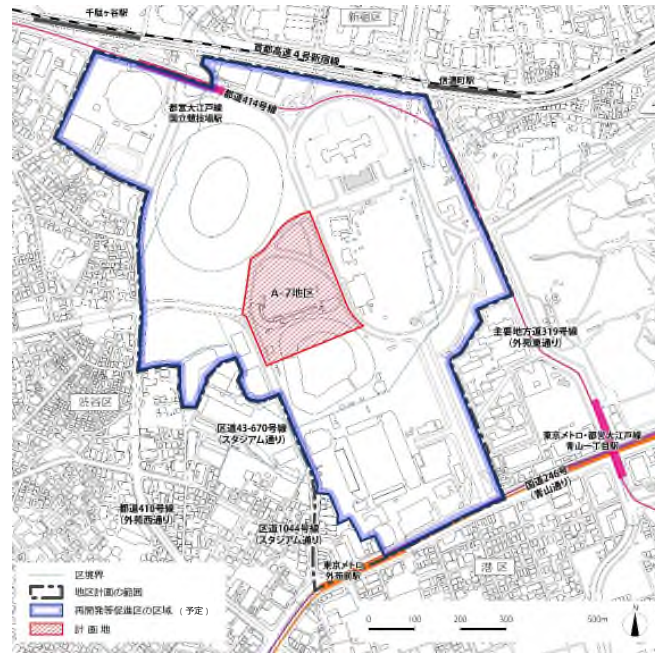 千駄ヶ谷駅
新宿区
首都高速4号新宿線
信濃町駅
都道414号線
都営大江戸線
国立競技場駅
A-7地区
主要地方道319号線
(外苑東通り)
渋谷区
区道43-670号線
(スタジアム通り)
東京メトロ・都営大江戸線
青山一丁目駅
国道246号
(青山通り)
都道418号線
(外苑西通り)
区道1044号線
(スタジアム通り)
東京メトロ
外苑前駅
港区
区境界
地区計画の範囲
再開発等促進区の区域 (予定)
計画地
0 100 200 300 500m
N